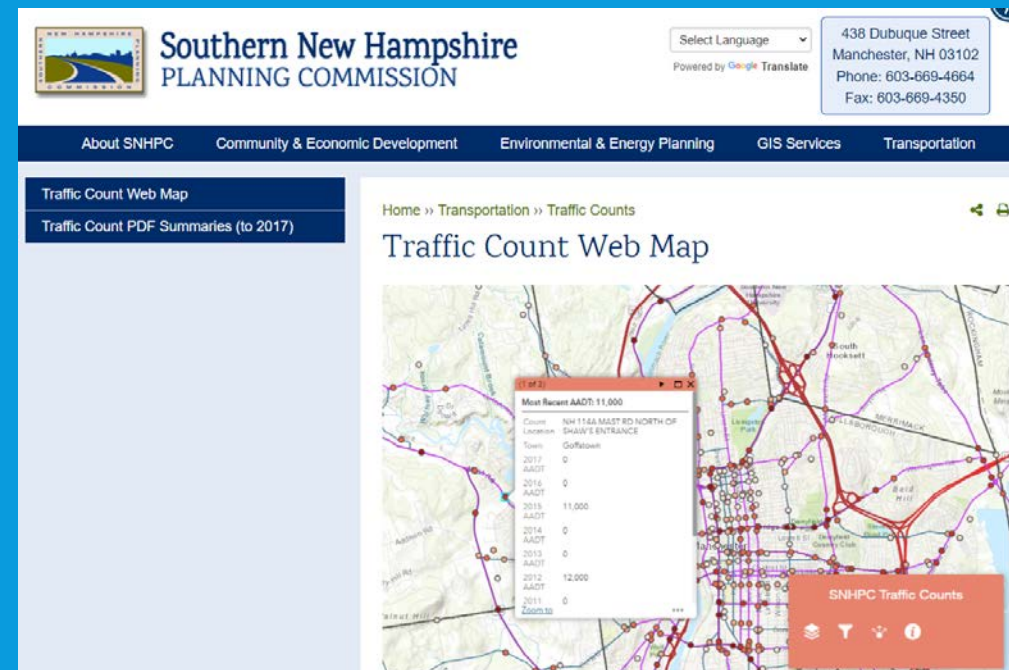 NEW HAMPSHIRE
COMMISSION
Southern New Hampshire
PLANNING COMMISSION
Select Language
Powered by Google Translate
438 Dubuque Street
Manchester, NH 03102
Phone: 603-669-4664
Fax: 603-669-4350
About SNHPC
Community & Economic Development
Environmental & Energy Planning
GIS Services
Transportation
Traffic Count Web Map
Traffic Count PDF Summaries (to 2017)
Home ›› Transportation ›› Traffic Counts
Traffic Count Web Map
South
Hooksett
MERRIMACK
Bald
Hill
(1 of 2)
Most Recent AADT: 11,000
Count Location NH 114A MAST RD NORTH OF
SHAW'S ENTRANCE
Town Goffstown
2017 AADT 0
2016 AADT 0
2015 AADT 11,000
2014 AADT 0
2013 AADT 0
2012 AADT 12,000
2011 0
Zoom to
SNHPC Traffic Counts